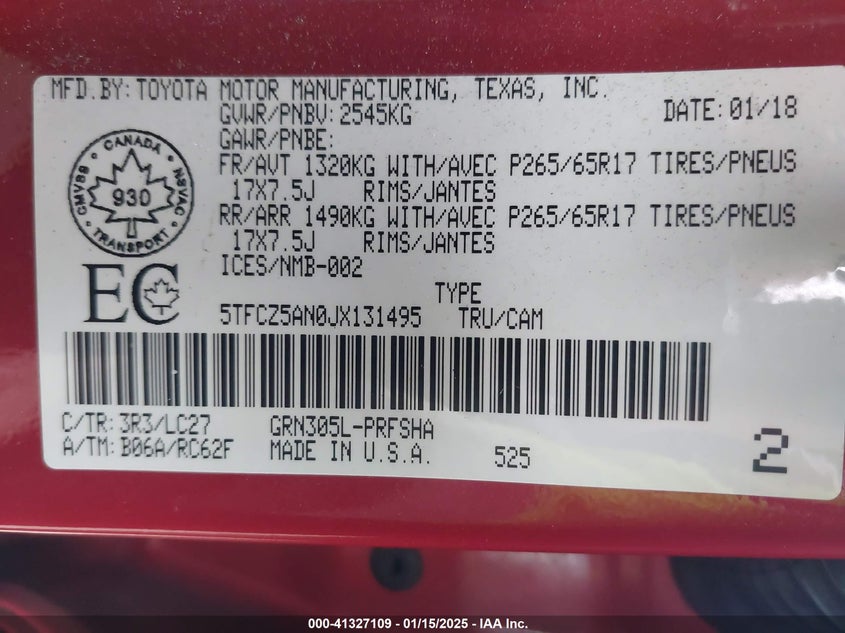 MFD.BY: TOYOTA MOTOR MANUFACTURING, TEXAS, INC.
GVWR/PNBV: 2545KG DATE: 01/18
GAWR/PNBE:
FR/AVT 1320KG WITH/AVEC P265/65R17 TIRES/PNEUS
17X7.5J RIMS/JANTES
RR/ARR 1490KG WITH/AVEC P265/65R17 TIRES/PNEUS
17X7.5J RIMS/JANTES
ICES/NMB-002
CANADA
CMVSS
NSVAC
930
TRANSPORT
EC
TYPE
5TFCZ5AN0JX131495 TRU/CAM
C/TR: 3R3/LC27 GRN305L-PRFSHA
A/TM: B06A/RC62F MADE IN U.S.A. 525
2
000-41327109 - 01/15/2025 - IAA Inc.